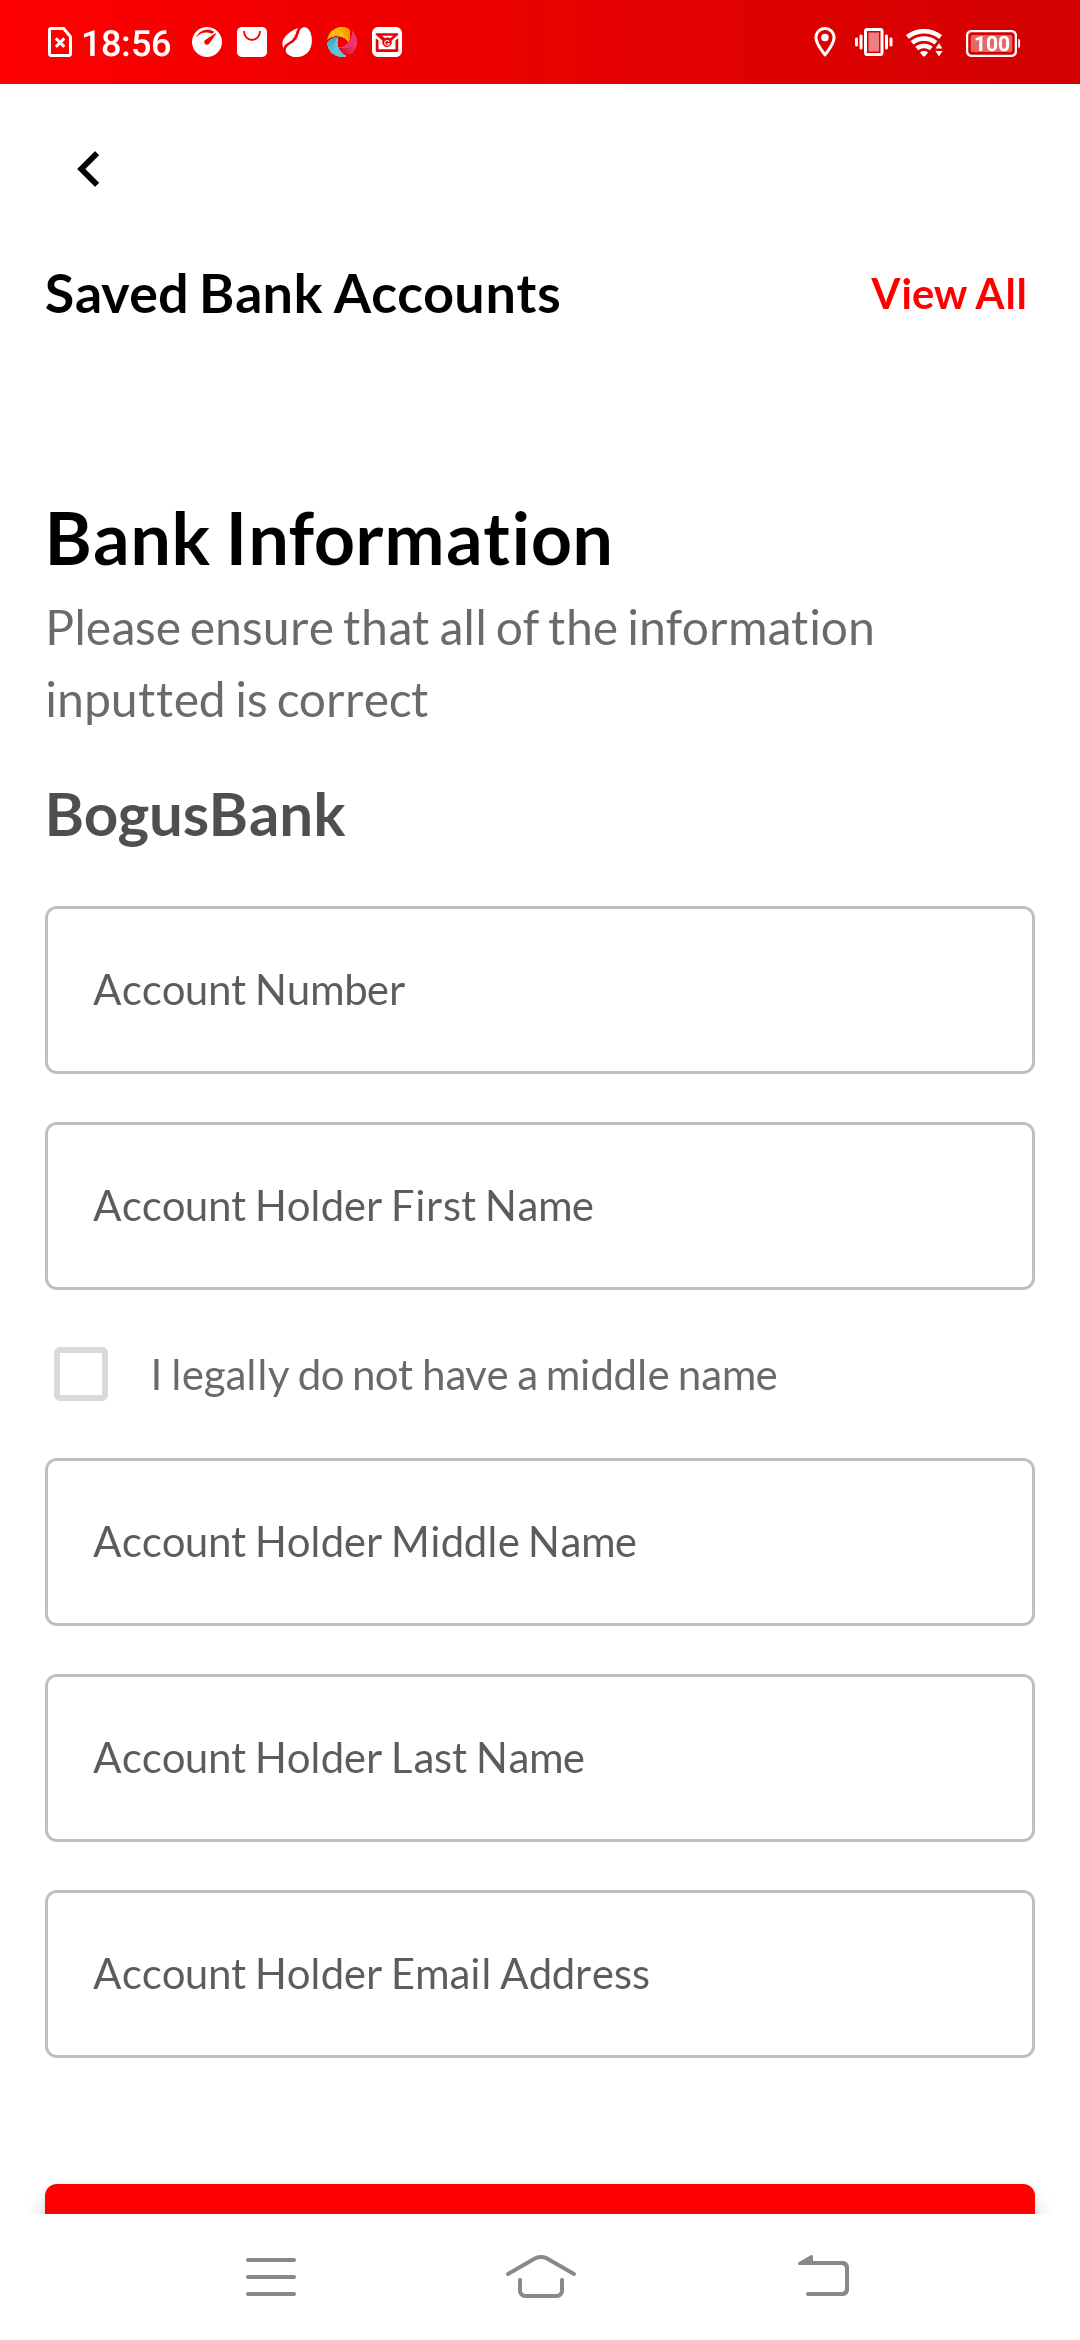 18:56
100
Saved Bank Accounts
View All
Bank Information
Please ensure that all of the information
inputted is correct
BogusBank
Account Number
Account Holder First Name
I legally do not have a middle name
Account Holder Middle Name
Account Holder Last Name
Account Holder Email Address